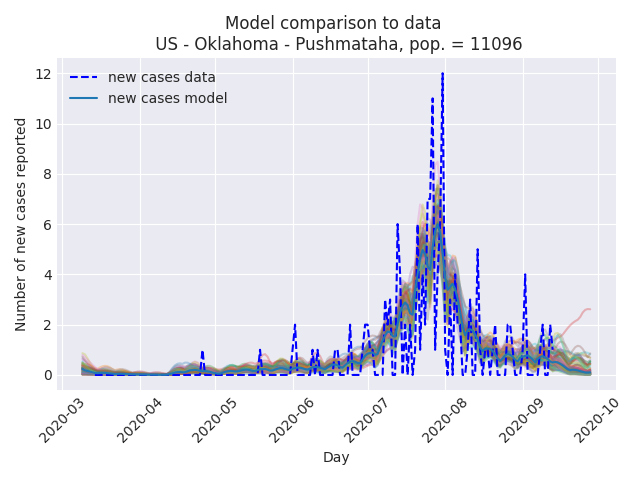 Model comparison to data
US - Oklahoma - Pushmataha, pop. = 11096
new cases data
new cases model
Number of new cases reported
12
10
8
6
4
2
0
2020-03
2020-04
2020-05
2020-06
2020-07
2020-08
2020-09
2020-10
Day